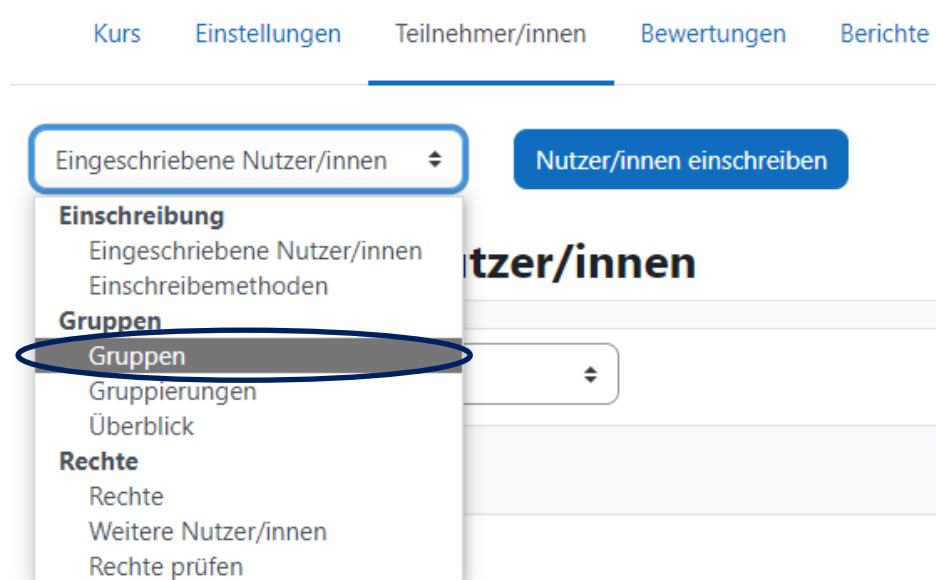 Kurs Einstellungen Teilnehmer/innen Bewertungen Berichte
Eingeschriebene Nutzer/innen Nutzer/innen einschreiben
Einschreibung
Eingeschriebene Nutzer/innen
tzer/innen
Einschreibemethoden
Gruppen
Gruppen
Gruppierungen
Überblick
Rechte
Rechte
Weitere Nutzer/innen
Rechte prüfen